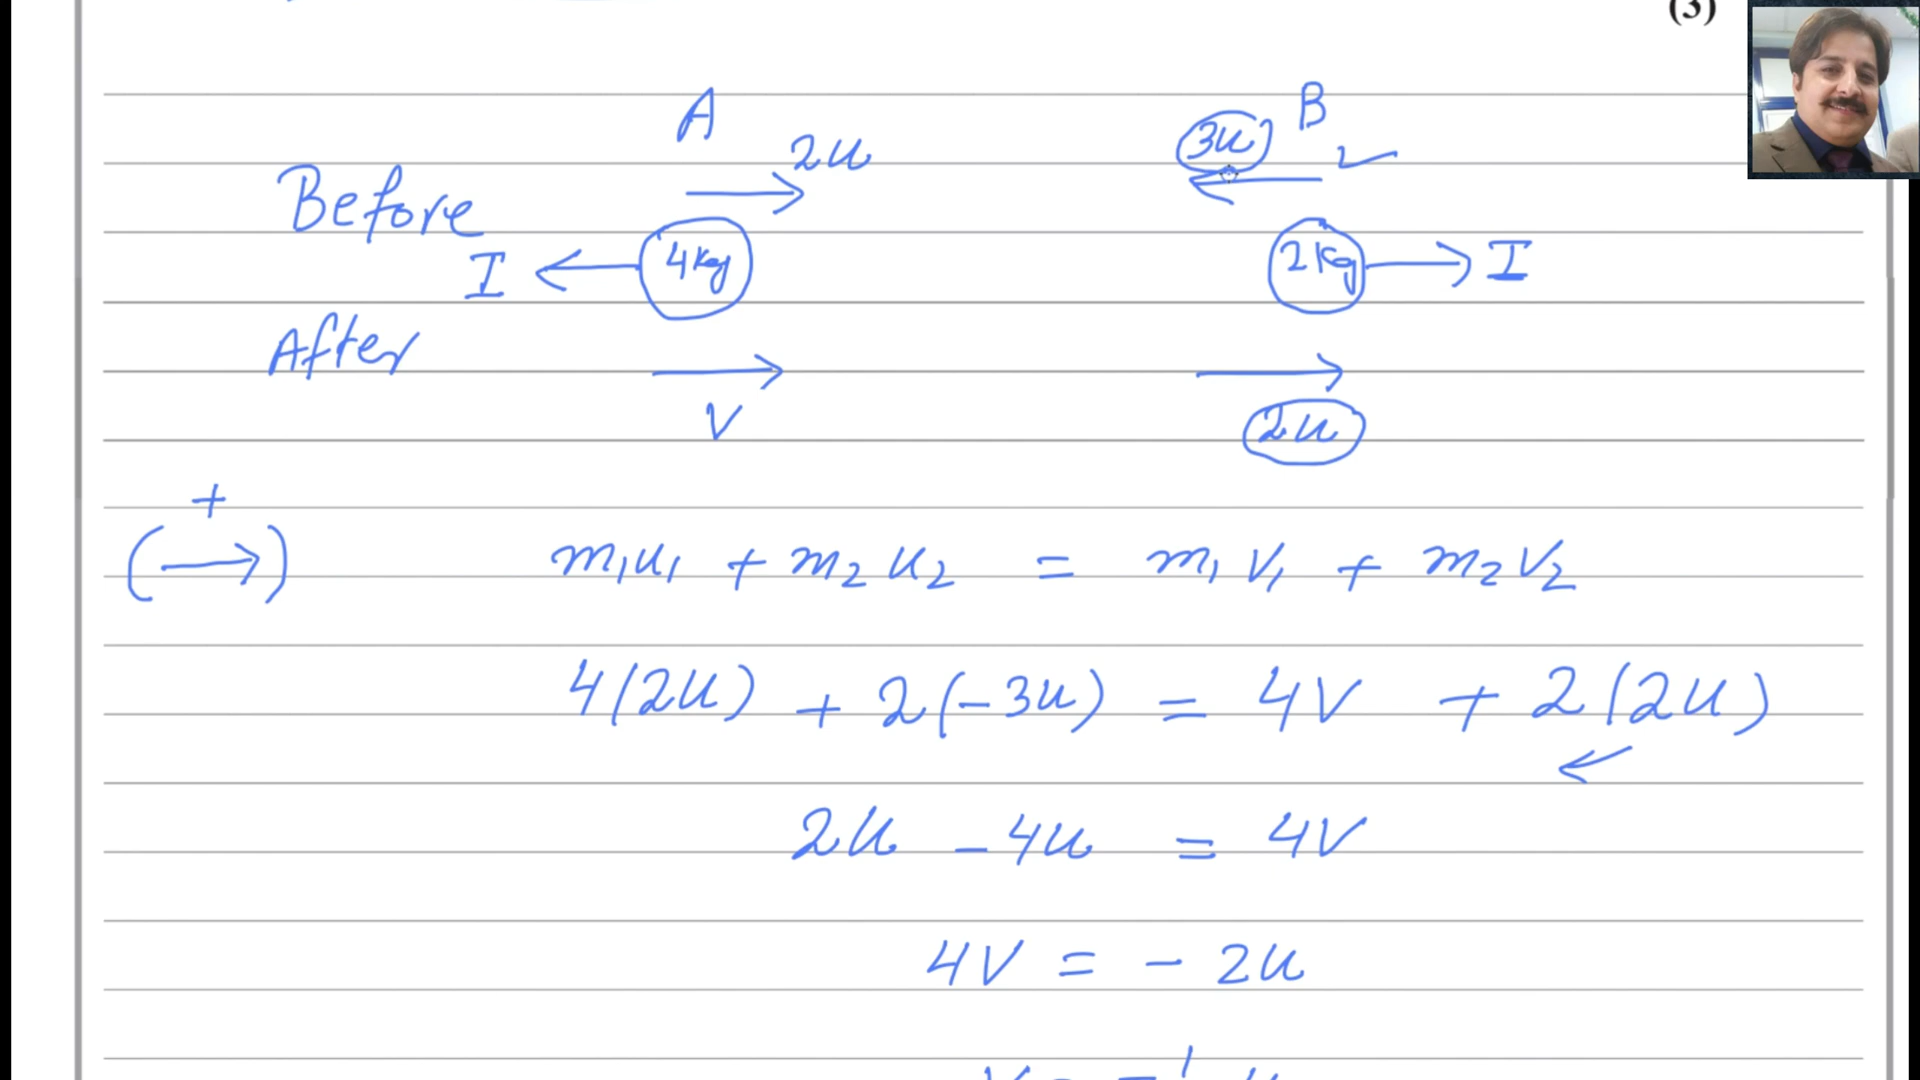 (3)
A B
2u 3u
Before
I 4Kg 2Kg I
After
V 2u
+
(→) m₁u₁ + m₂u₂ = m₁V₁ + m₂V₂
4(2u) + 2(-3u) = 4V + 2(2u)
2u - 4u = 4V
4V = - 2u